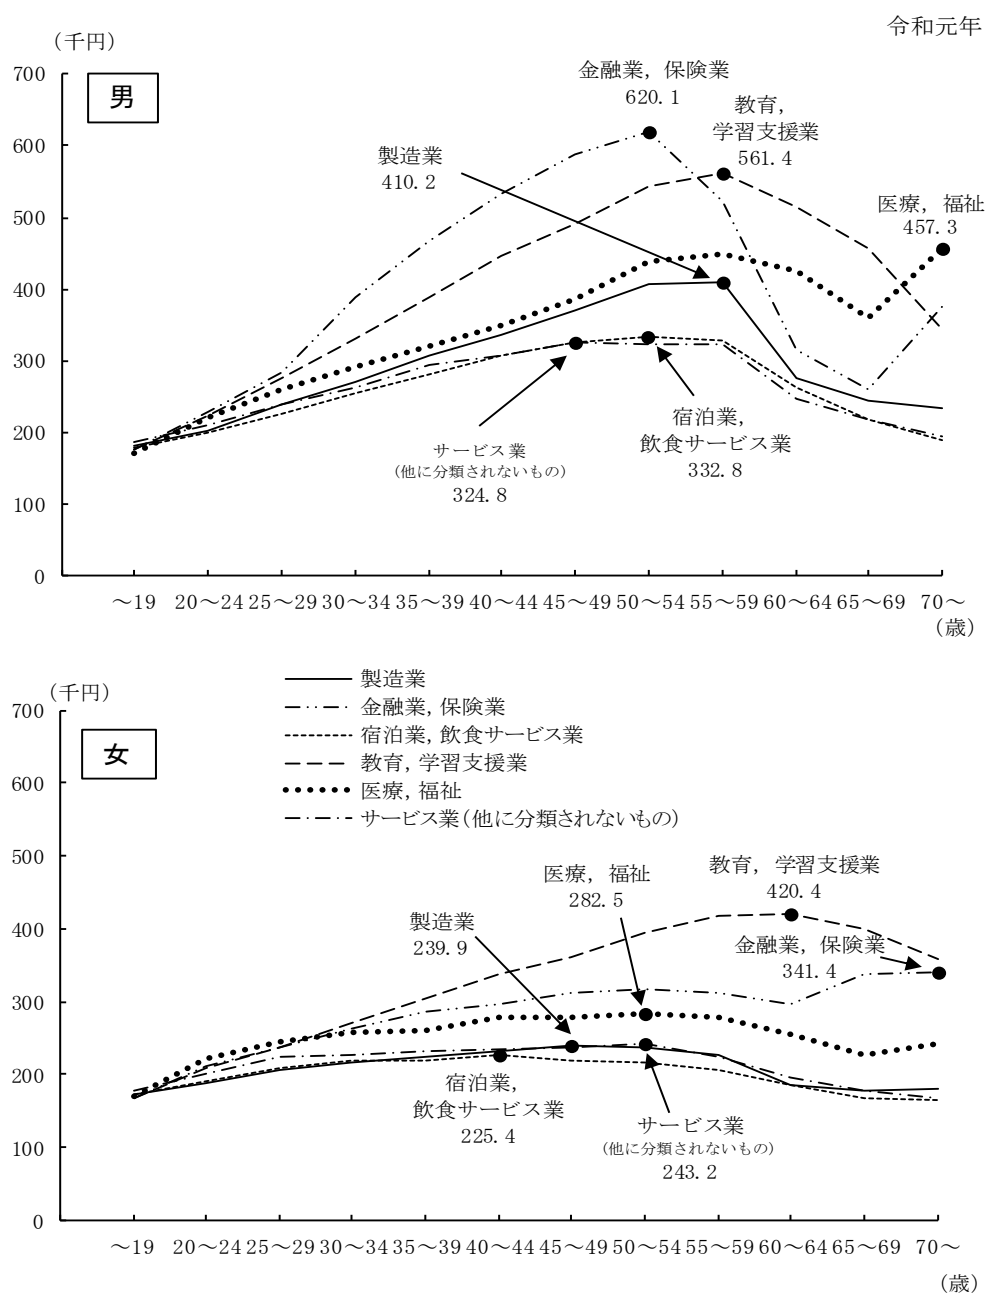 令和元年
（千円）
男
700
600
500
400
300
200
100
0
金融業，保険業
620.1
教育，
学習支援業
561.4
製造業
410.2
医療，福祉
457.3
サービス業
（他に分類されないもの）
324.8
宿泊業，
飲食サービス業
332.8
～19 20～24 25～29 30～34 35～39 40～44 45～49 50～54 55～59 60～64 65～69 70～
（歳）
製造業
金融業，保険業
宿泊業，飲食サービス業
教育，学習支援業
医療，福祉
サービス業（他に分類されないもの）
（千円）
女
700
600
500
400
300
200
100
0
医療，福祉
282.5
教育，学習支援業
420.4
製造業
239.9
金融業，保険業
341.4
宿泊業，
飲食サービス業
225.4
サービス業
（他に分類されないもの）
243.2
～19 20～24 25～29 30～34 35～39 40～44 45～49 50～54 55～59 60～64 65～69 70～
（歳）